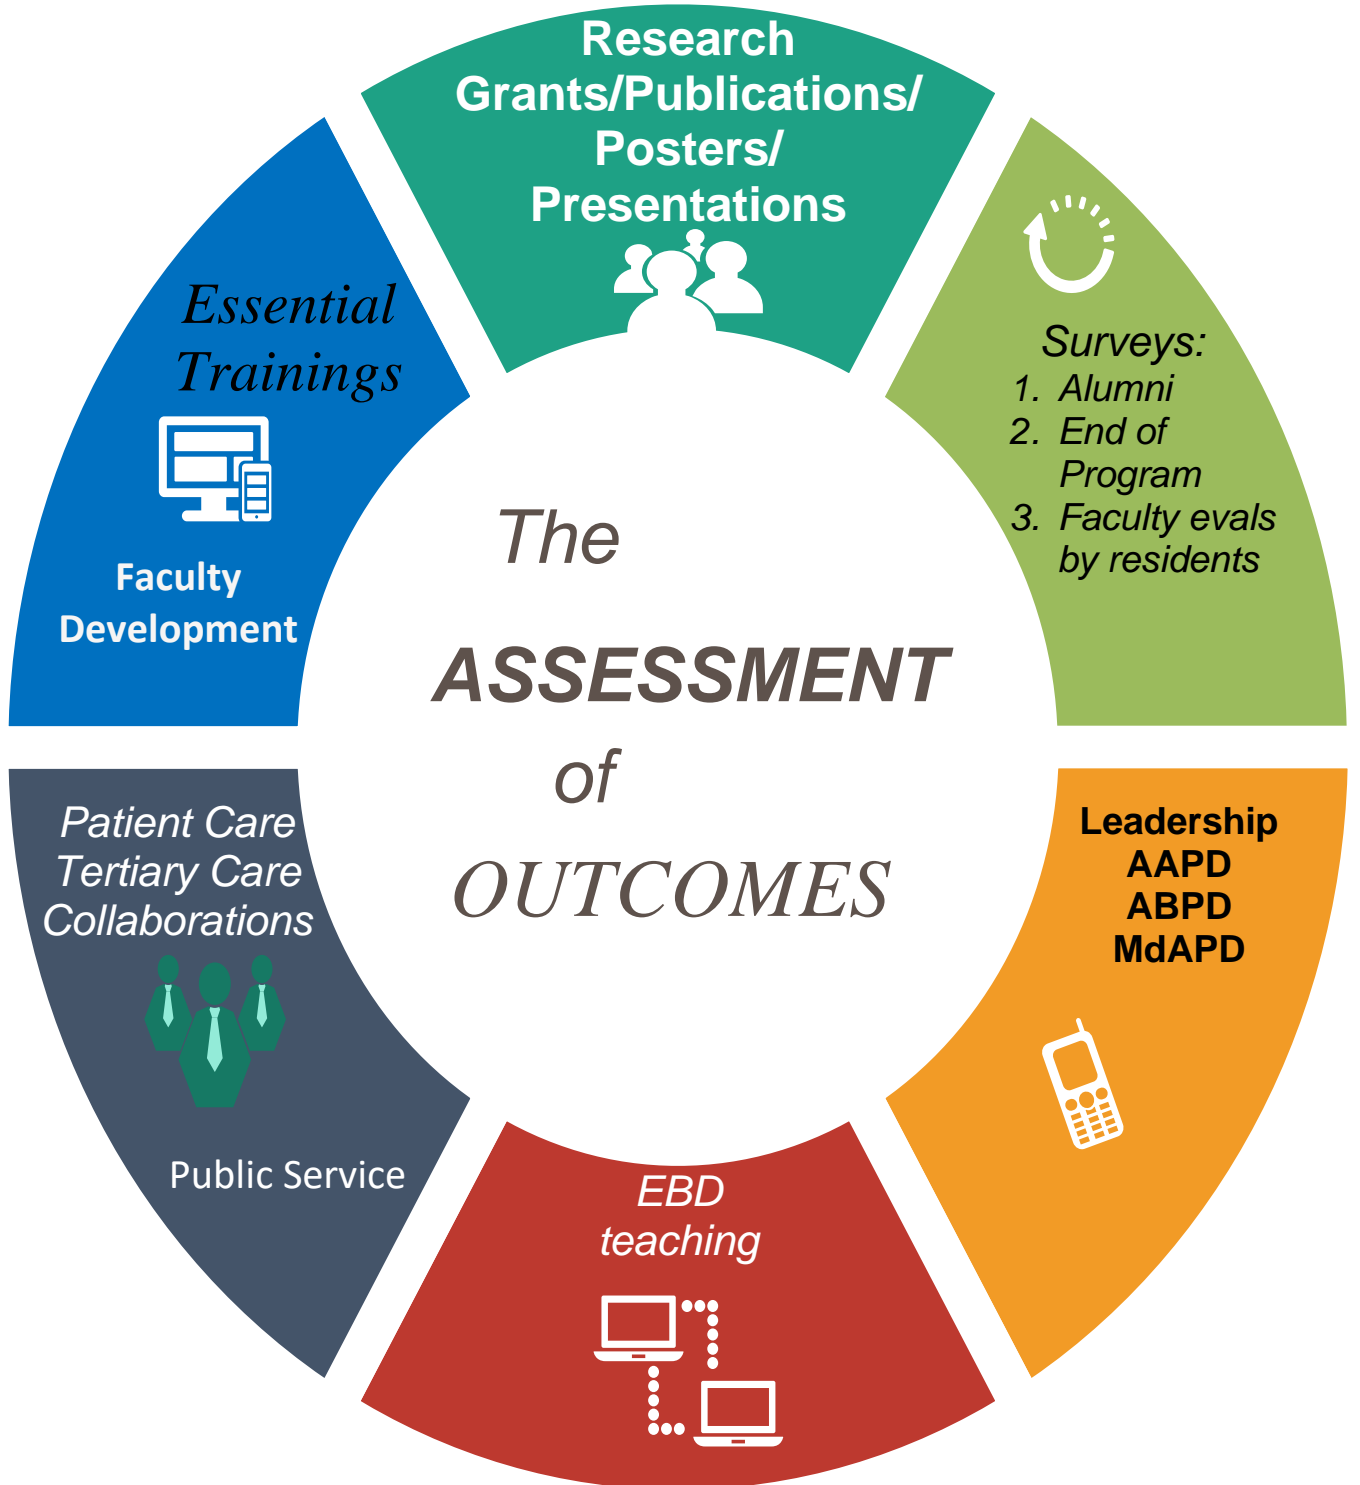 Research
Grants/Publications/
Posters/
Presentations
Surveys:
1. Alumni
2. End of
Program
3. Faculty evals
by residents
Leadership
AAPD
ABPD
MdAPD
EBD
teaching
Patient Care
Tertiary Care
Collaborations
Public Service
Essential
Trainings
Faculty
Development
The
ASSESSMENT
of
OUTCOMES